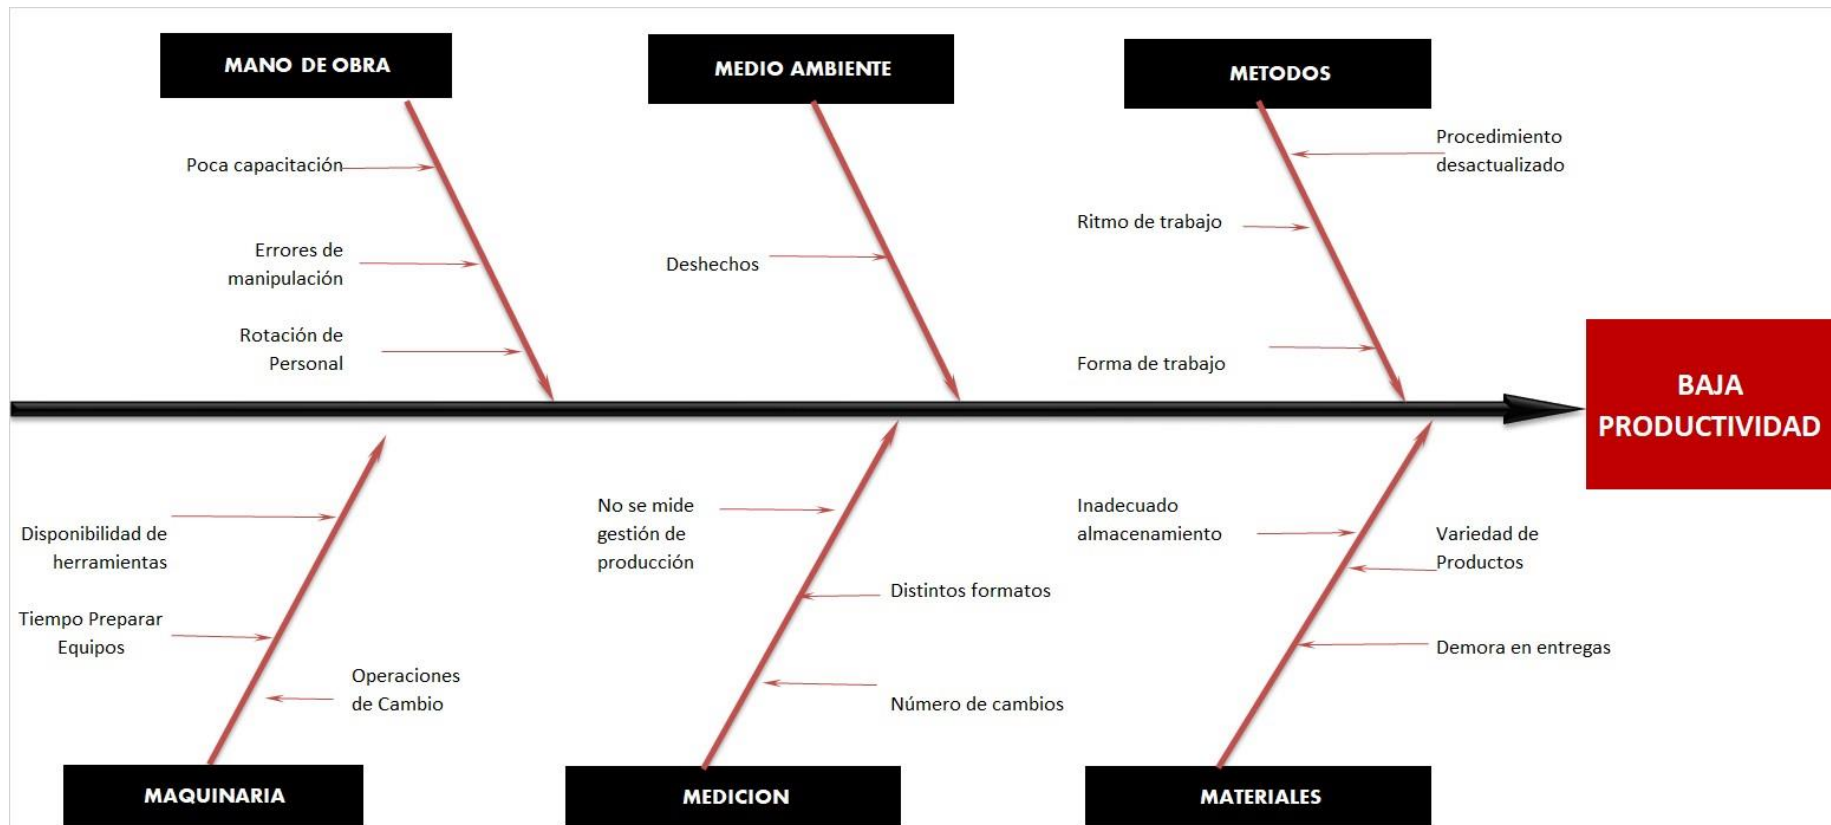 MANO DE OBRA
MEDIO AMBIENTE
METODOS
Poca capacitación
Errores de
manipulación
Rotación de
Personal
Deshechos
Procedimiento
desactualizado
Ritmo de trabajo
Forma de trabajo
BAJA
PRODUCTIVIDAD
Disponibilidad de
herramientas
Tiempo Preparar
Equipos
Operaciones
de Cambio
No se mide
gestión de
producción
Distintos formatos
Número de cambios
Inadecuado
almacenamiento
Variedad de
Productos
Demora en entregas
MAQUINARIA
MEDICION
MATERIALES